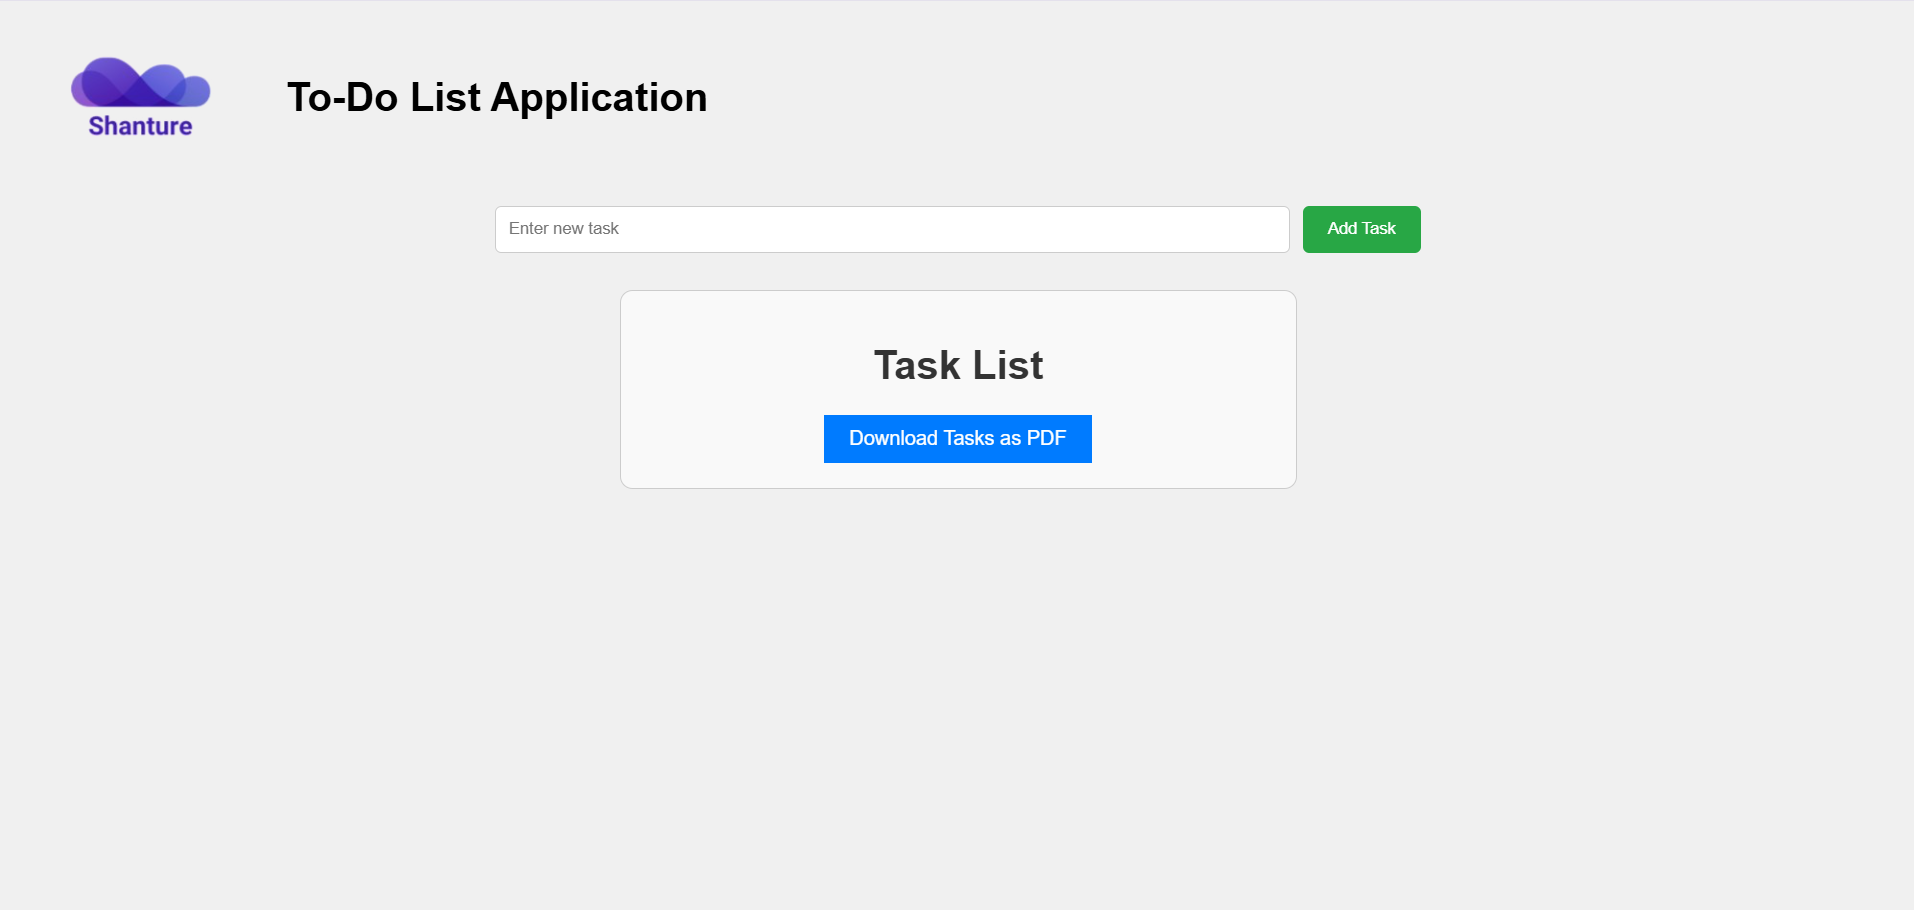 Shanture
To-Do List Application
Enter new task
Add Task
Task List
Download Tasks as PDF